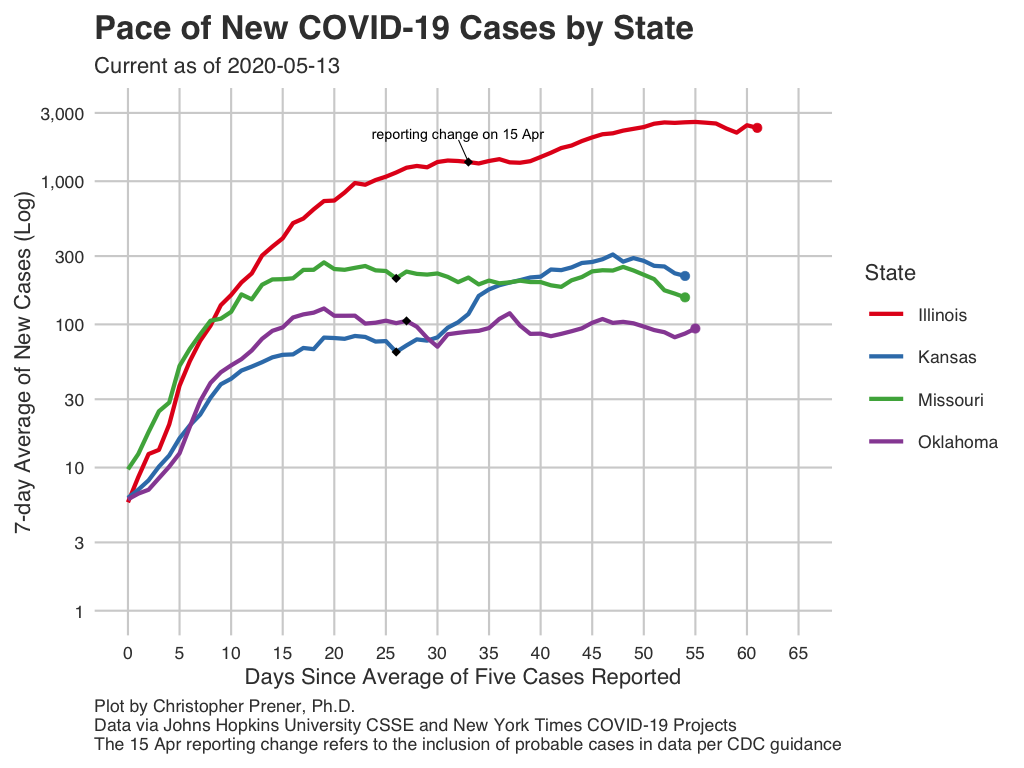 Pace of New COVID-19 Cases by State
Current as of 2020-05-13
7-day Average of New Cases (Log)
3,000
1,000
300
100
30
10
3
1
reporting change on 15 Apr
0 5 10 15 20 25 30 35 40 45 50 55 60 65
Days Since Average of Five Cases Reported
State
Illinois
Kansas
Missouri
Oklahoma
Plot by Christopher Prener, Ph.D.
Data via Johns Hopkins University CSSE and New York Times COVID-19 Projects
The 15 Apr reporting change refers to the inclusion of probable cases in data per CDC guidance